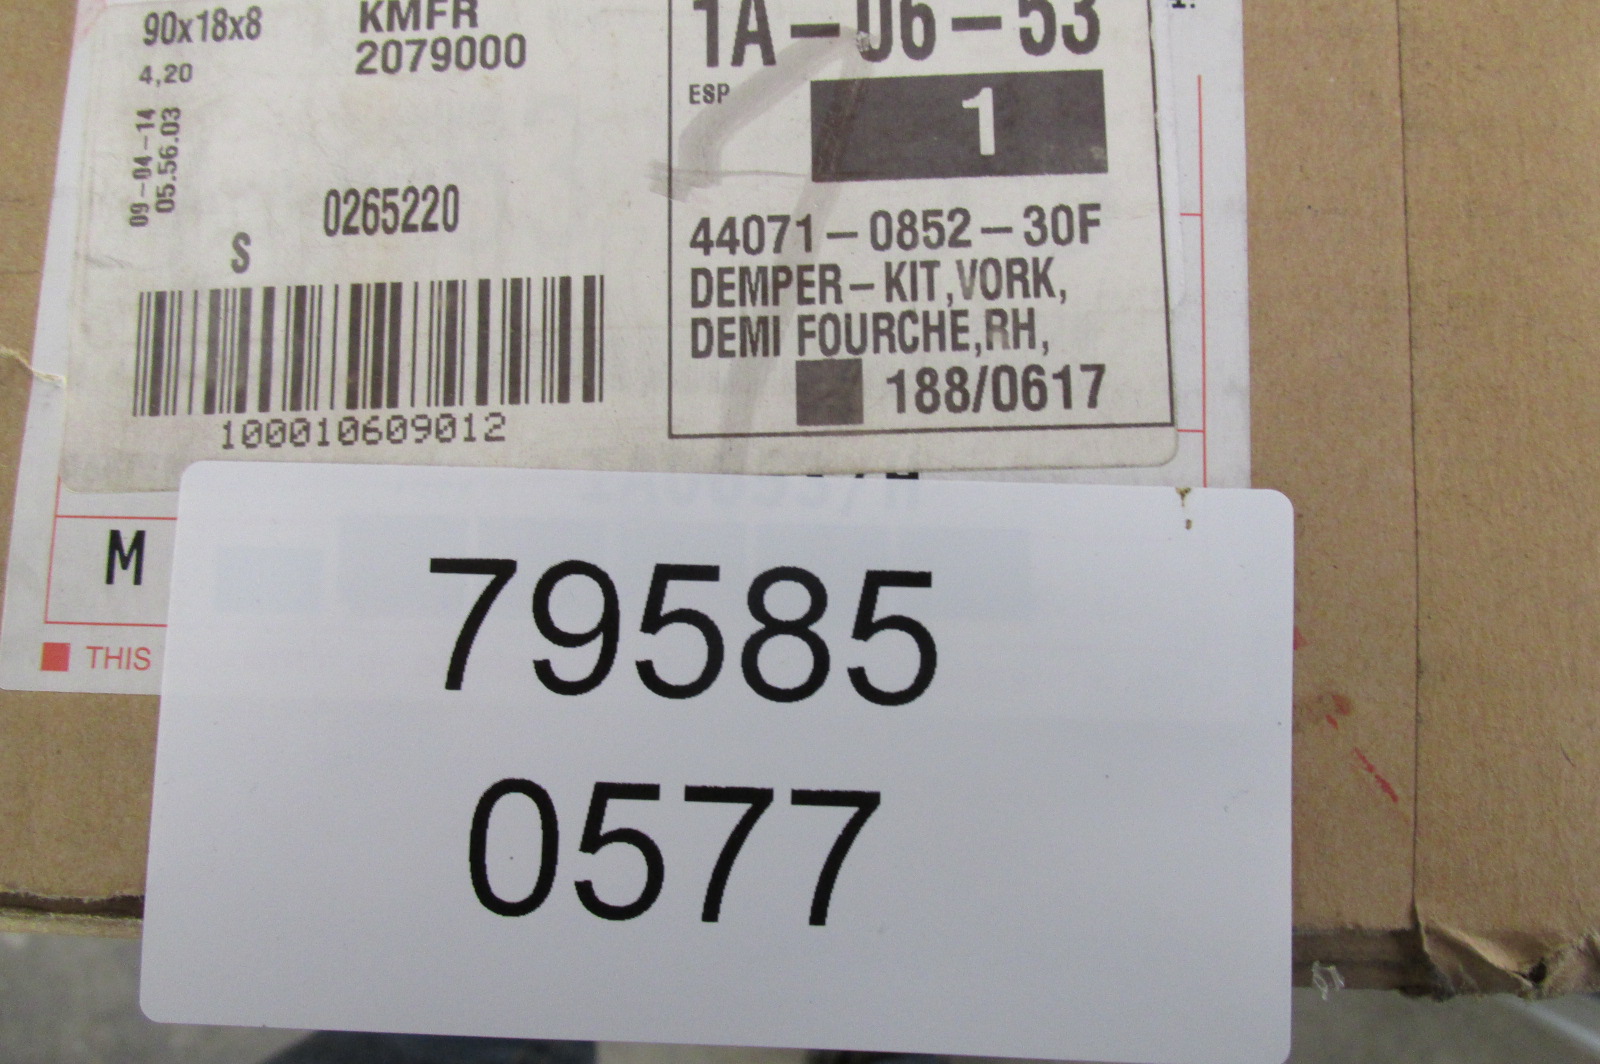 90x18x8
KMFR
2079000
4,20
09-04-14
05.56.03
0265220
S
100010609012
1A-06-53
ESP
1
44071-0852-30F
DEMPER-KIT,VORK,
DEMI FOURCHE,RH,
188/0617
M
THIS
79585
0577